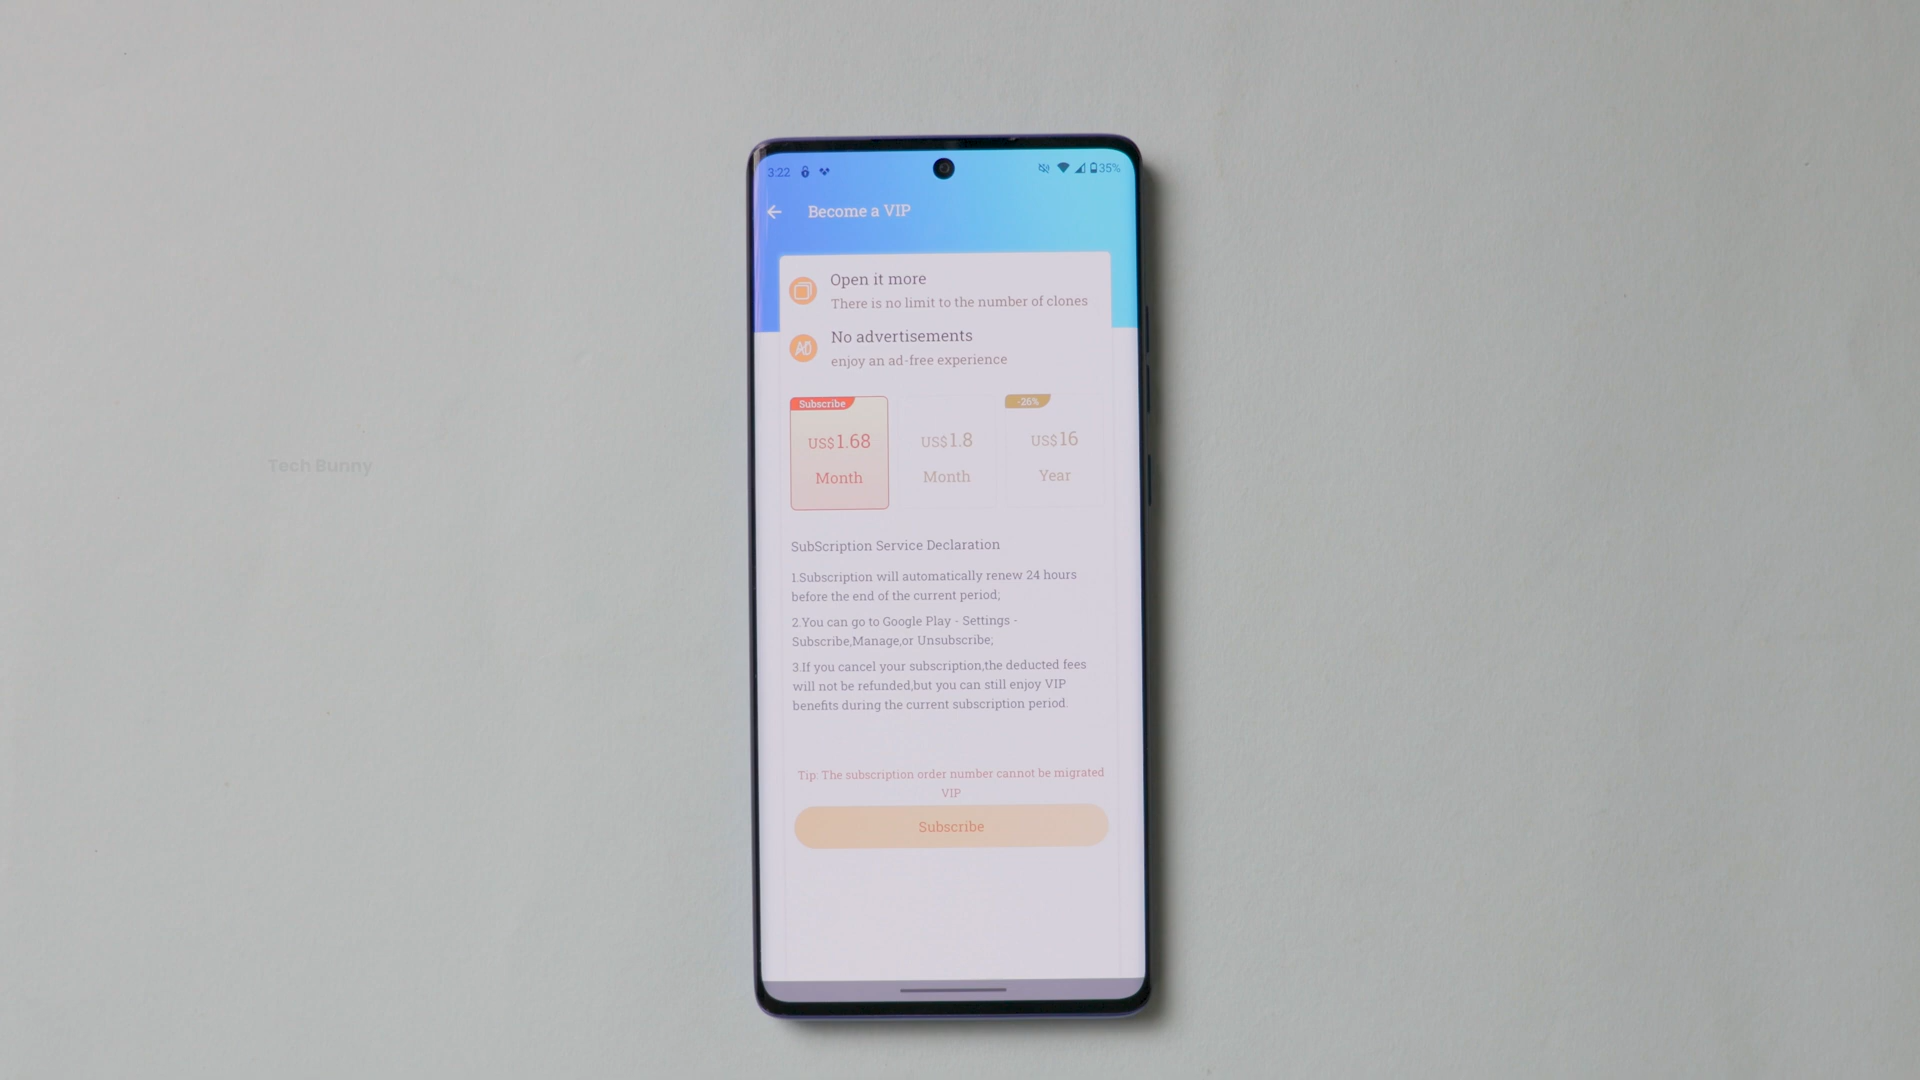 3:22
35%
Become a VIP
Open it more
There is no limit to the number of clones
AD
No advertisements
enjoy an ad-free experience
Subscribe
-26%
US$1.68
US$1.8
US$16
Month
Month
Year
Tech Bunny
SubScription Service Declaration
1.Subscription will automatically renew 24 hours
before the end of the current period;
2.You can go to Google Play - Settings -
Subscribe,Manage,or Unsubscribe;
3.If you cancel your subscription,the deducted fees
will not be refunded,but you can still enjoy VIP
benefits during the current subscription period.
Tip: The subscription order number cannot be migrated
VIP
Subscribe